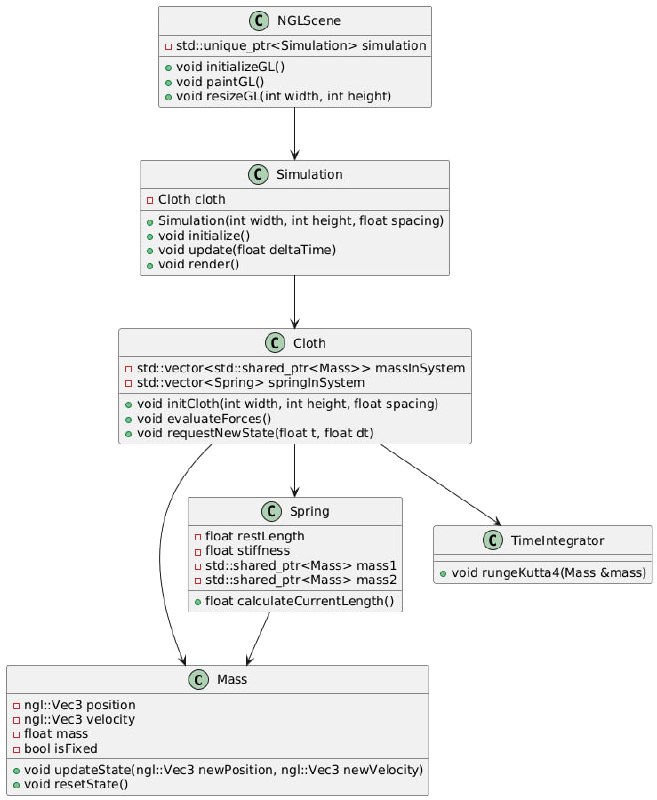 C NGLScene
std::unique_ptr<Simulation> simulation
void initializeGL()
void paintGL()
void resizeGL(int width, int height)
C Simulation
Cloth cloth
Simulation(int width, int height, float spacing)
void initialize()
void update(float deltaTime)
void render()
C Cloth
std::vector<std::shared_ptr<Mass>> massInSystem
std::vector<Spring> springInSystem
void initCloth(int width, int height, float spacing)
void evaluateForces()
void requestNewState(float t, float dt)
C Spring
float restLength
float stiffness
std::shared_ptr<Mass> mass1
std::shared_ptr<Mass> mass2
float calculateCurrentLength()
C TimeIntegrator
void rungeKutta4(Mass &mass)
C Mass
ngl::Vec3 position
ngl::Vec3 velocity
float mass
bool isFixed
void updateState(ngl::Vec3 newPosition, ngl::Vec3 newVelocity)
void resetState()